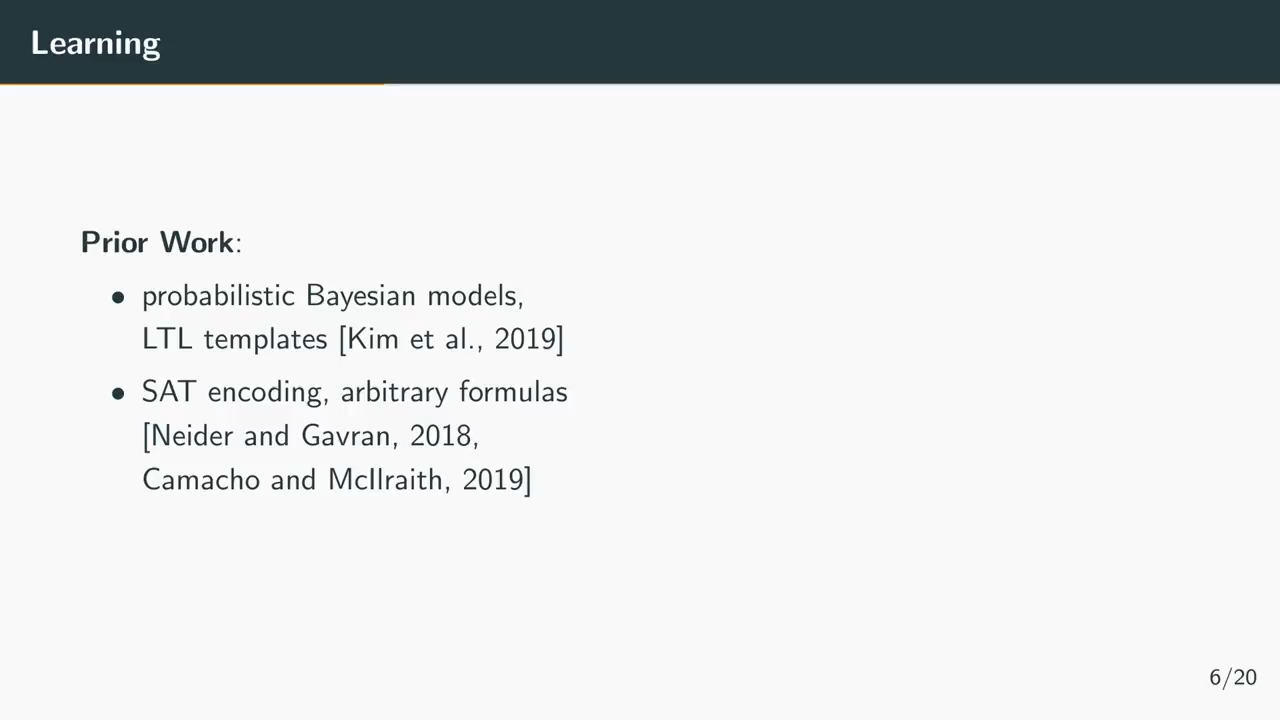 Learning
Prior Work:
• probabilistic Bayesian models,
LTL templates [Kim et al., 2019]
• SAT encoding, arbitrary formulas
[Neider and Gavran, 2018,
Camacho and McIlraith, 2019]
6/20